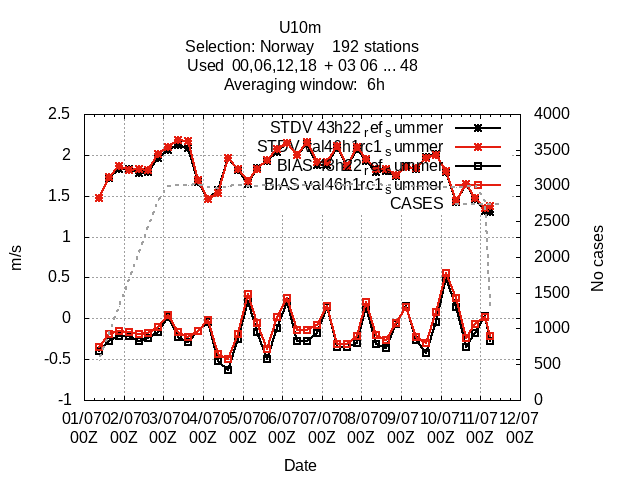 U10m
Selection: Norway 192 stations
Used 00,06,12,18 + 03 06 ... 48
Averaging window: 6h
2.5
2
1.5
1
0.5
0
-0.5
-1
m/s
4000
3500
3000
2500
2000
1500
1000
500
0
No cases
STDV 43h22refsummer
STDV val46h1rc1summer
BIAS 43h22refsummer
BIAS val46h1rc1summer
CASES
01/07 02/07 03/07 04/07 05/07 06/07 07/07 08/07 09/07 10/07 11/07 12/07
00Z 00Z 00Z 00Z 00Z 00Z 00Z 00Z 00Z 00Z 00Z 00Z
Date